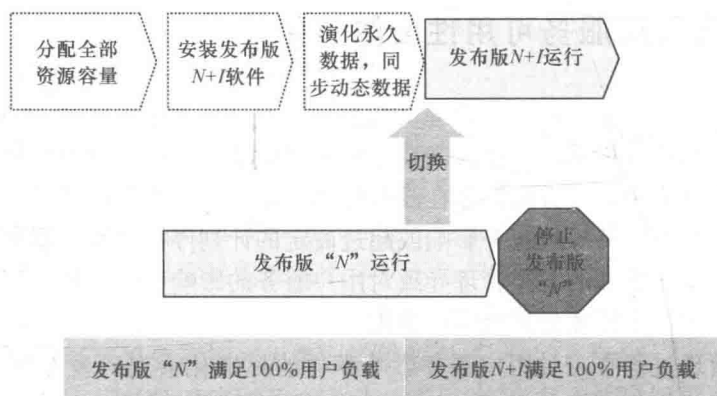 分配全部
资源容量
安装发布版
N+I软件
演化永久
数据，同
步动态数据
发布版N+I运行
切换
发布版“N”运行
停止
发布版
“N”
发布版“N”满足100%用户负载
发布版N+I满足100%用户负载